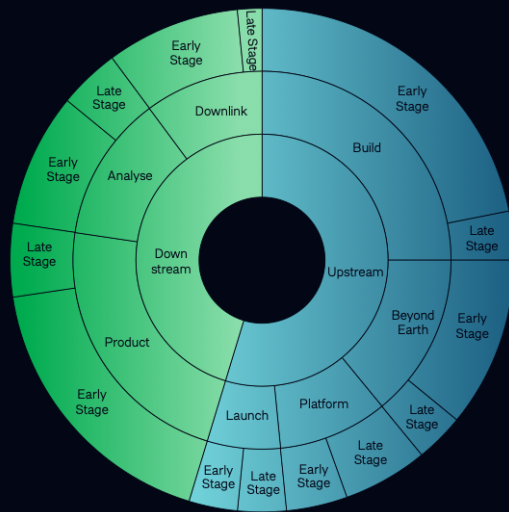 Early
Stage
Late Stage
Early
Stage
Late
Stage
Downlink
Build
Early
Stage
Analyse
Late
Stage
Late
Stage
Down
stream
Upstream
Beyond
Earth
Early
Stage
Product
Early
Stage
Launch
Platform
Late
Stage
Early
Stage
Late
Stage
Early
Stage
Late
Stage